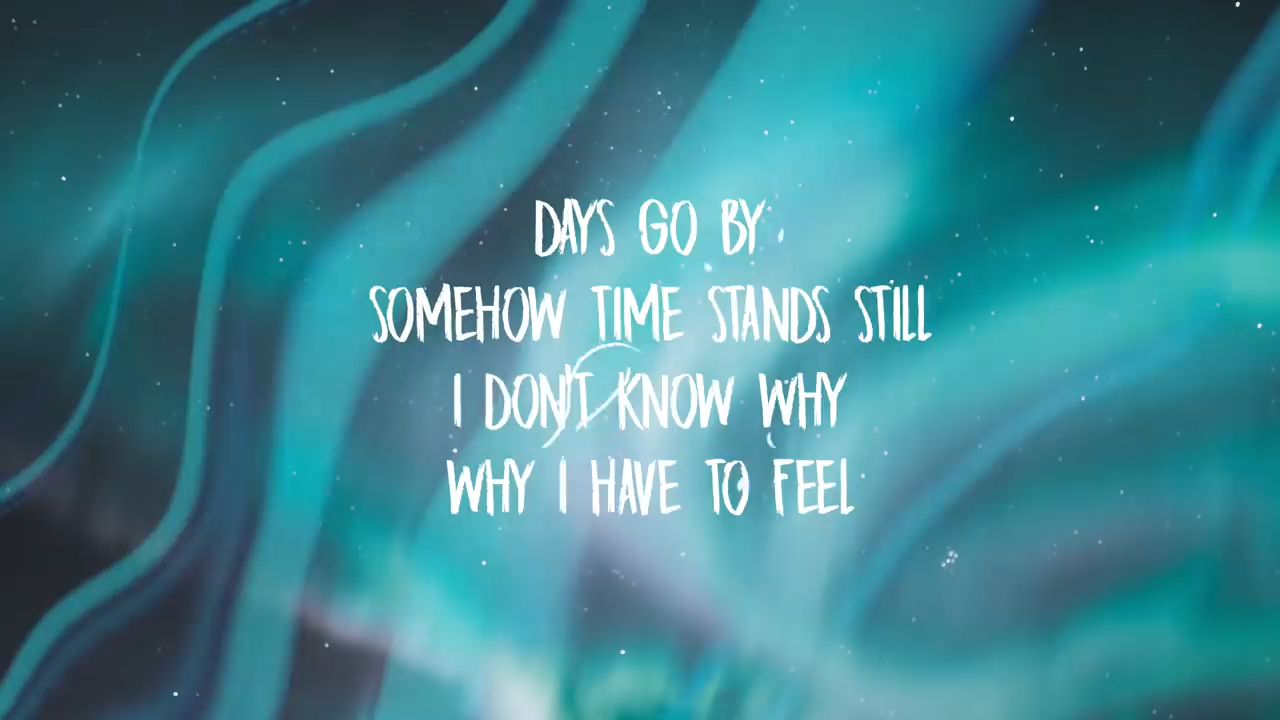 DAYS GO BY
SOMEHOW TIME STANDS STILL
I DON'T KNOW WHY
WHY I HAVE TO FEEL